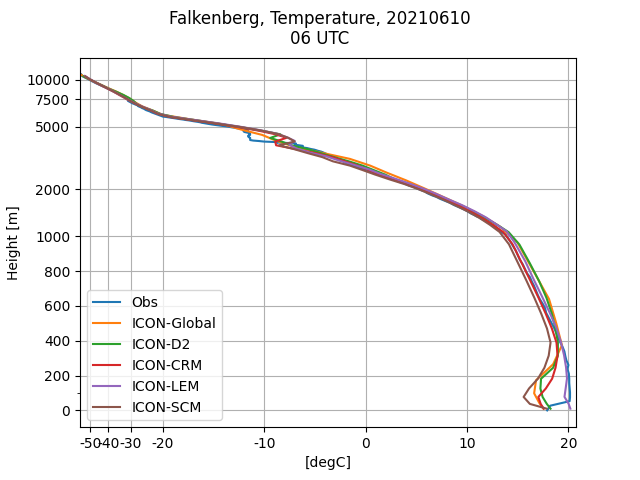 Falkenberg, Temperature, 20210610
06 UTC
10000
7500
5000
2000
1000
800
600
400
200
0
Height [m]
Obs
ICON-Global
ICON-D2
ICON-CRM
ICON-LEM
ICON-SCM
-50 -40 -30 -20 -10 0 10 20
[degC]